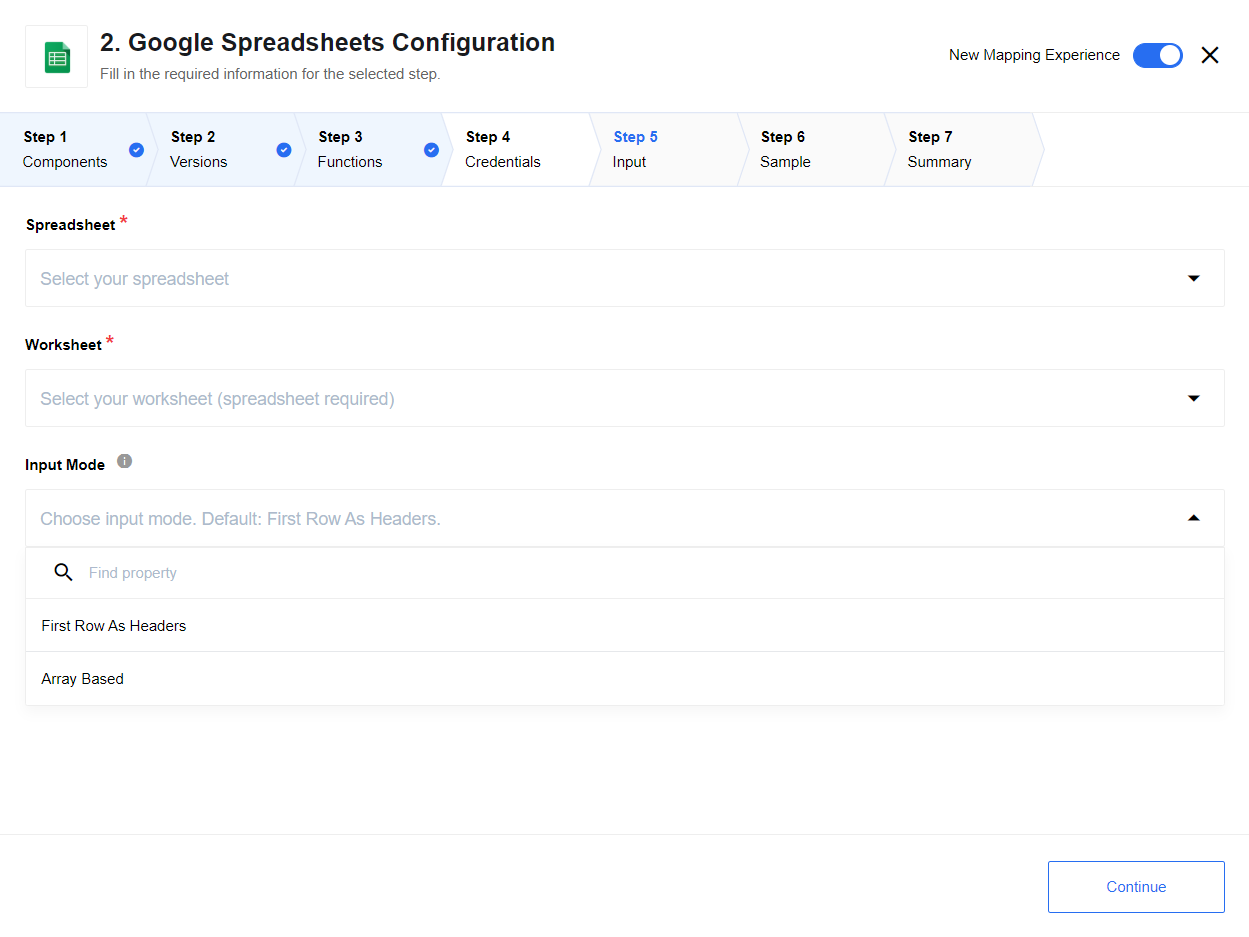 2. Google Spreadsheets Configuration
Fill in the required information for the selected step.
New Mapping Experience
Step 1
Components
Step 2
Versions
Step 3
Functions
Step 4
Credentials
Step 5
Input
Step 6
Sample
Step 7
Summary
Spreadsheet *
Select your spreadsheet
Worksheet *
Select your worksheet (spreadsheet required)
Input Mode
Choose input mode. Default: First Row As Headers.
Find property
First Row As Headers
Array Based
Continue